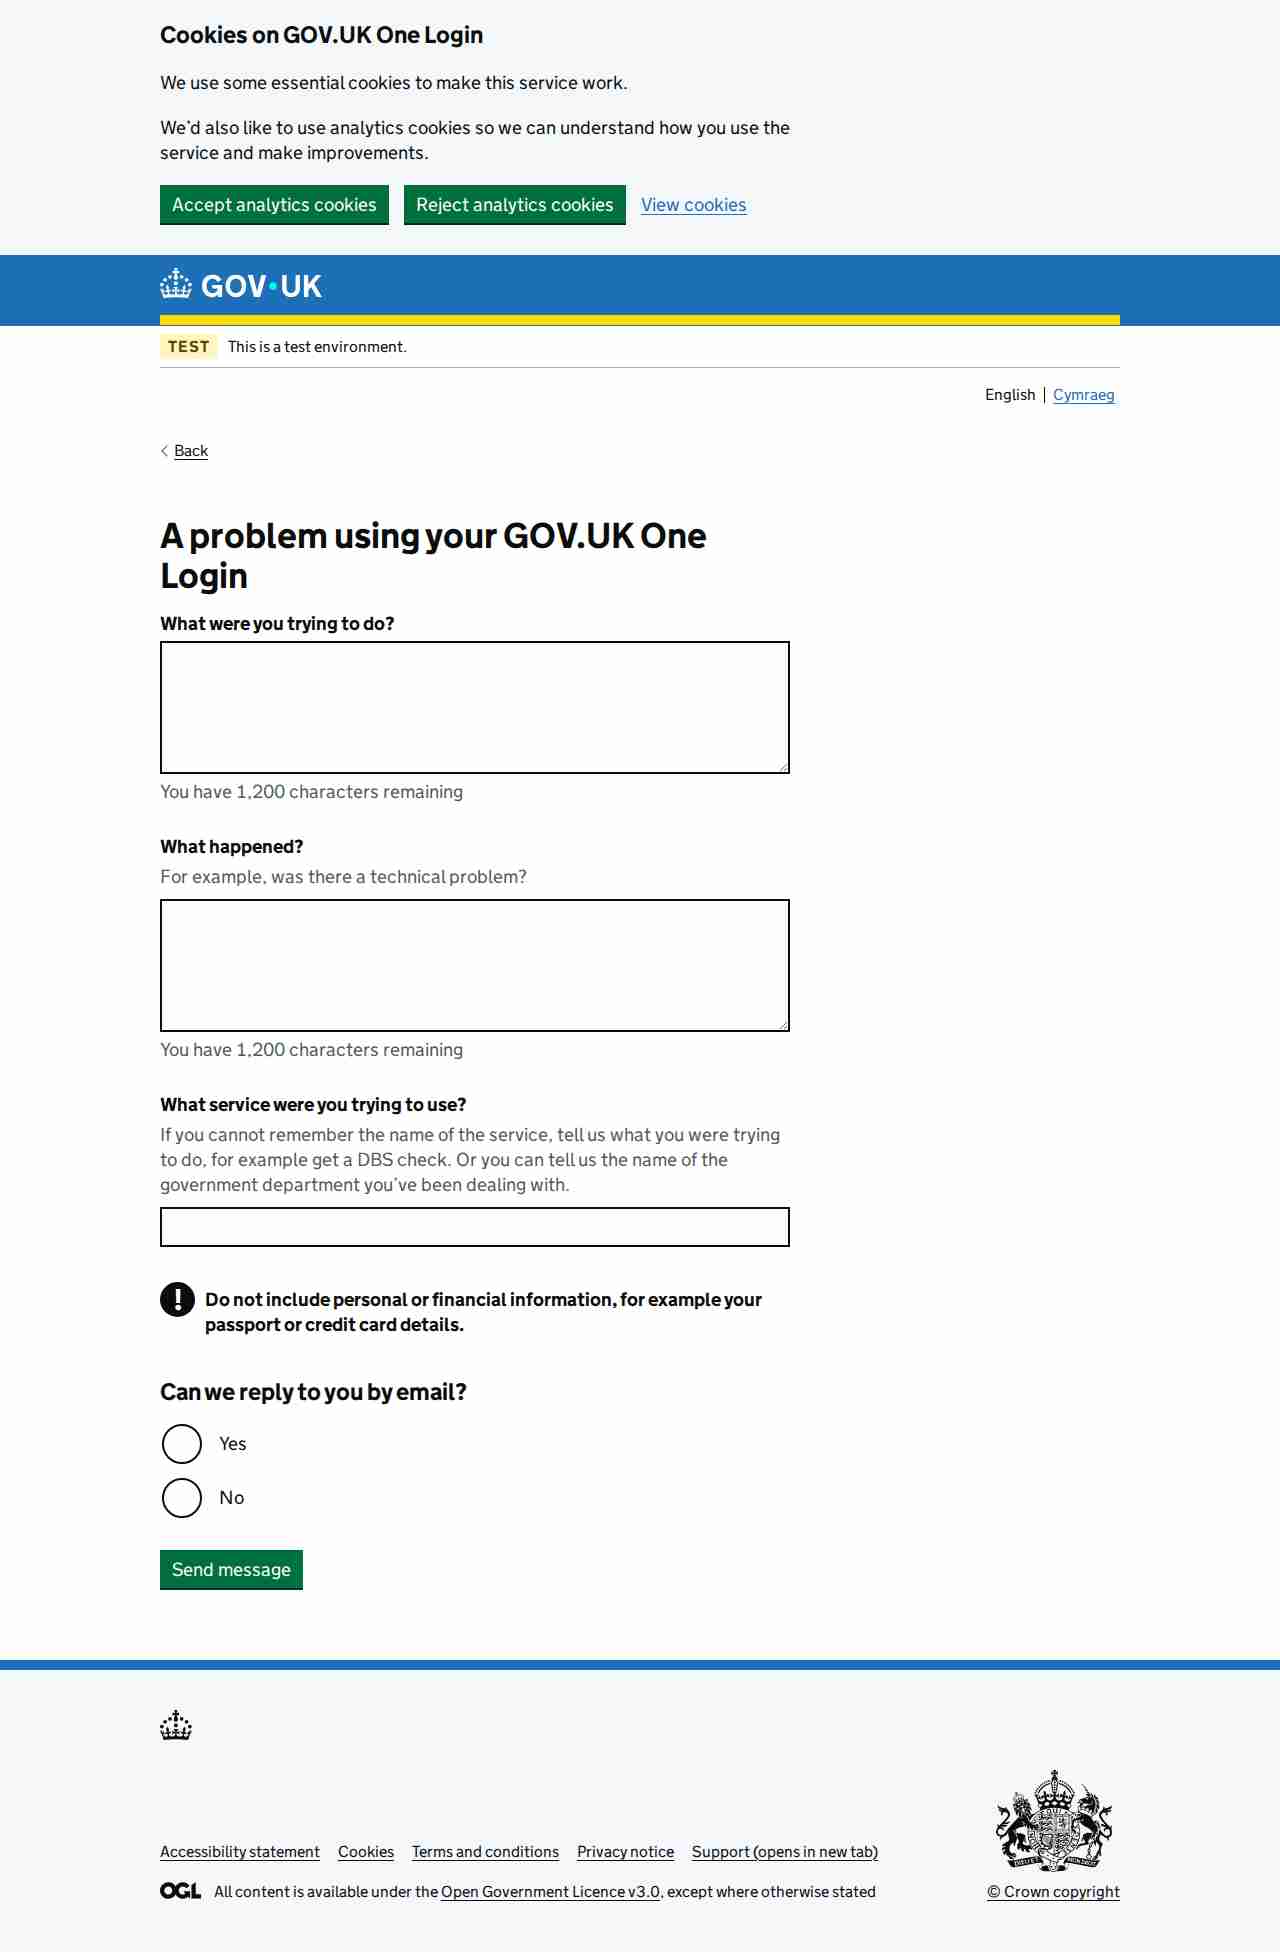 Cookies on GOV.UK One Login
We use some essential cookies to make this service work.
We’d also like to use analytics cookies so we can understand how you use the
service and make improvements.
Accept analytics cookies
Reject analytics cookies
View cookies
GOV.UK
TEST
This is a test environment.
English
Cymraeg
Back
A problem using your GOV.UK One
Login
What were you trying to do?
You have 1,200 characters remaining
What happened?
For example, was there a technical problem?
You have 1,200 characters remaining
What service were you trying to use?
If you cannot remember the name of the service, tell us what you were trying
to do, for example get a DBS check. Or you can tell us the name of the
government department you’ve been dealing with.
! Do not include personal or financial information, for example your
passport or credit card details.
Can we reply to you by email?
Yes
No
Send message
Accessibility statement
Cookies
Terms and conditions
Privacy notice
Support (opens in new tab)
OGL All content is available under the Open Government Licence v3.0, except where otherwise stated
© Crown copyright